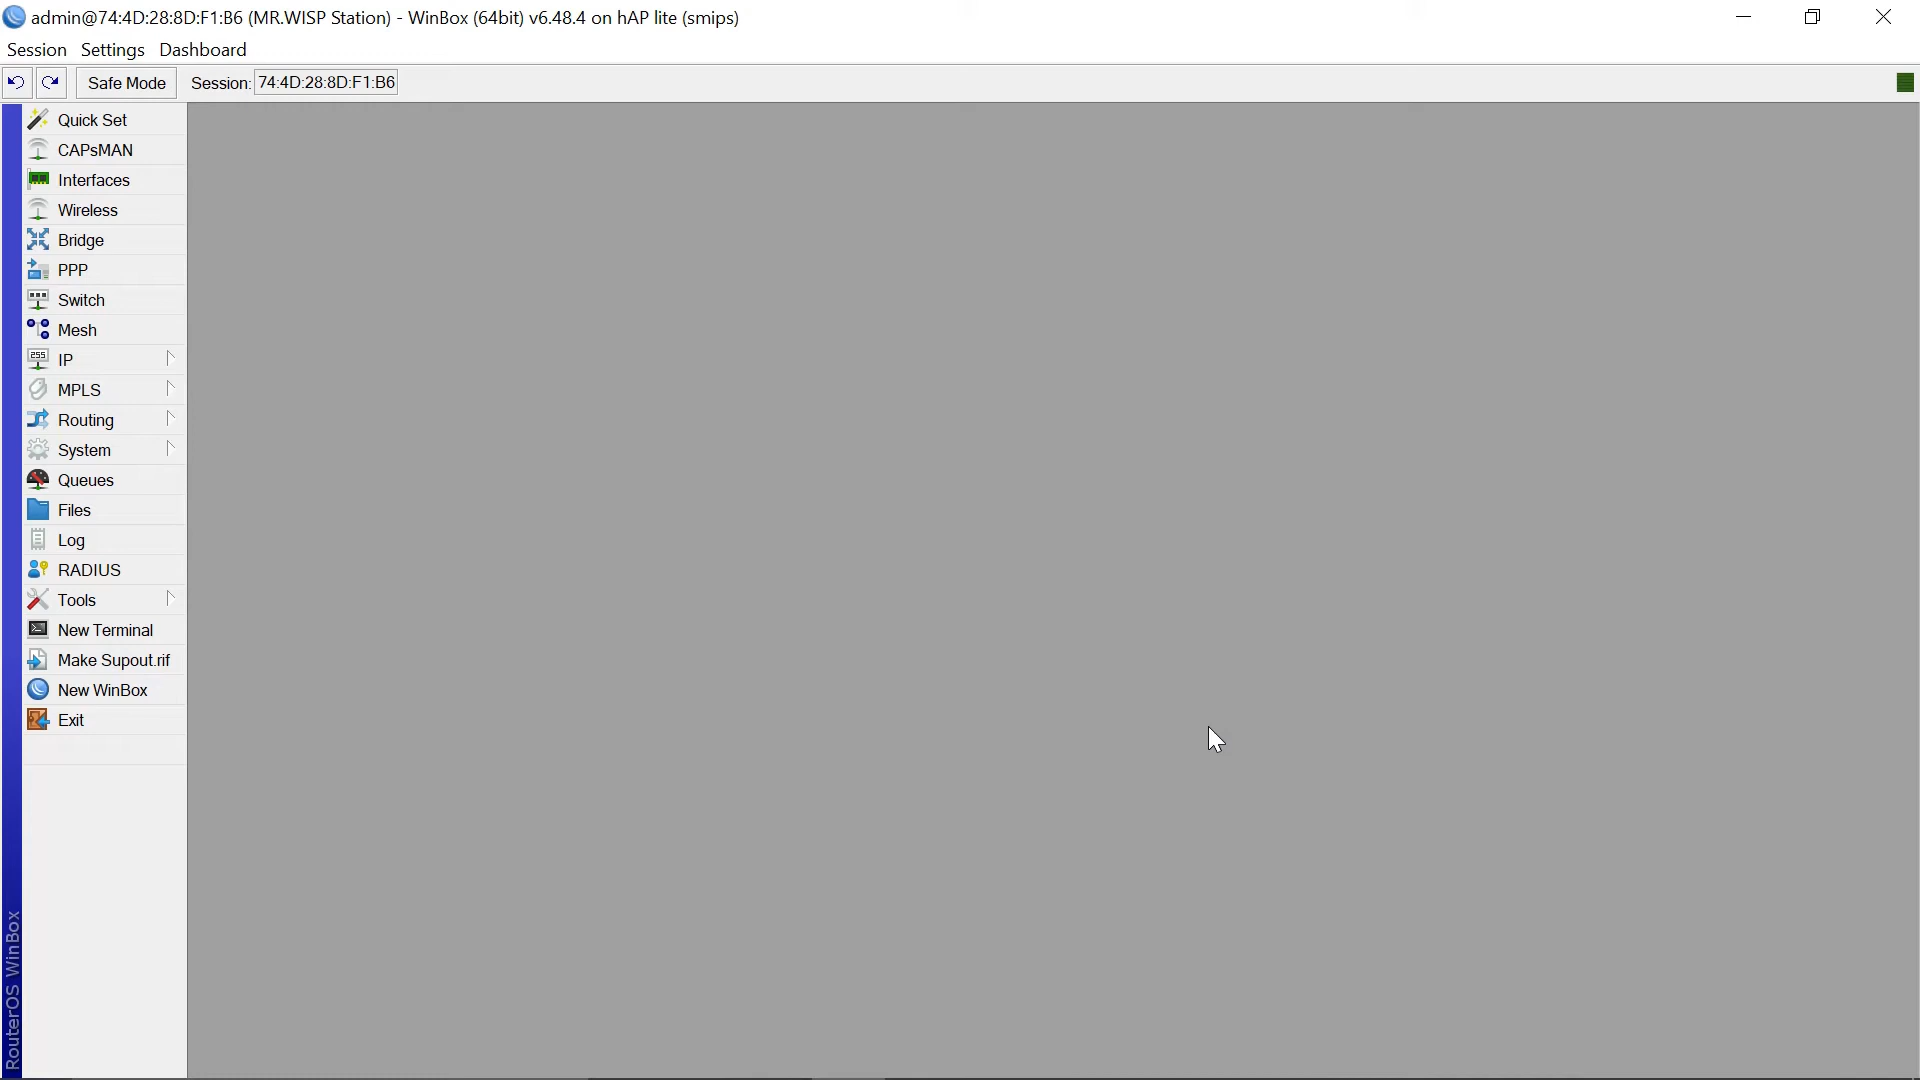 admin@74:4D:28:8D:F1:B6 (MR.WISP Station) - WinBox (64bit) v6.48.4 on hAP lite (smips)
Session Settings Dashboard
Safe Mode Session: 74:4D:28:8D:F1:B6
Quick Set
CAPsMAN
Interfaces
Wireless
Bridge
PPP
Switch
Mesh
255 IP
MPLS
Routing
System
Queues
Files
Log
RADIUS
Tools
New Terminal
Make Supout.rif
New WinBox
Exit
RouterOS WinBox